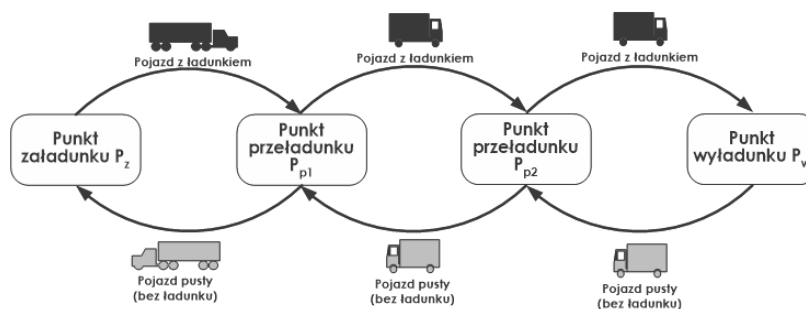 Pojazd z ładunkiem
Pojazd z ładunkiem
Pojazd z ładunkiem
Punkt
załadunku Pz
Punkt
przeładunku
Pp1
Punkt
przeładunku
Pp2
Punkt
wyładunku Pw
Pojazd pusty
(bez ładunku)
Pojazd pusty
(bez ładunku)
Pojazd pusty
(bez ładunku)